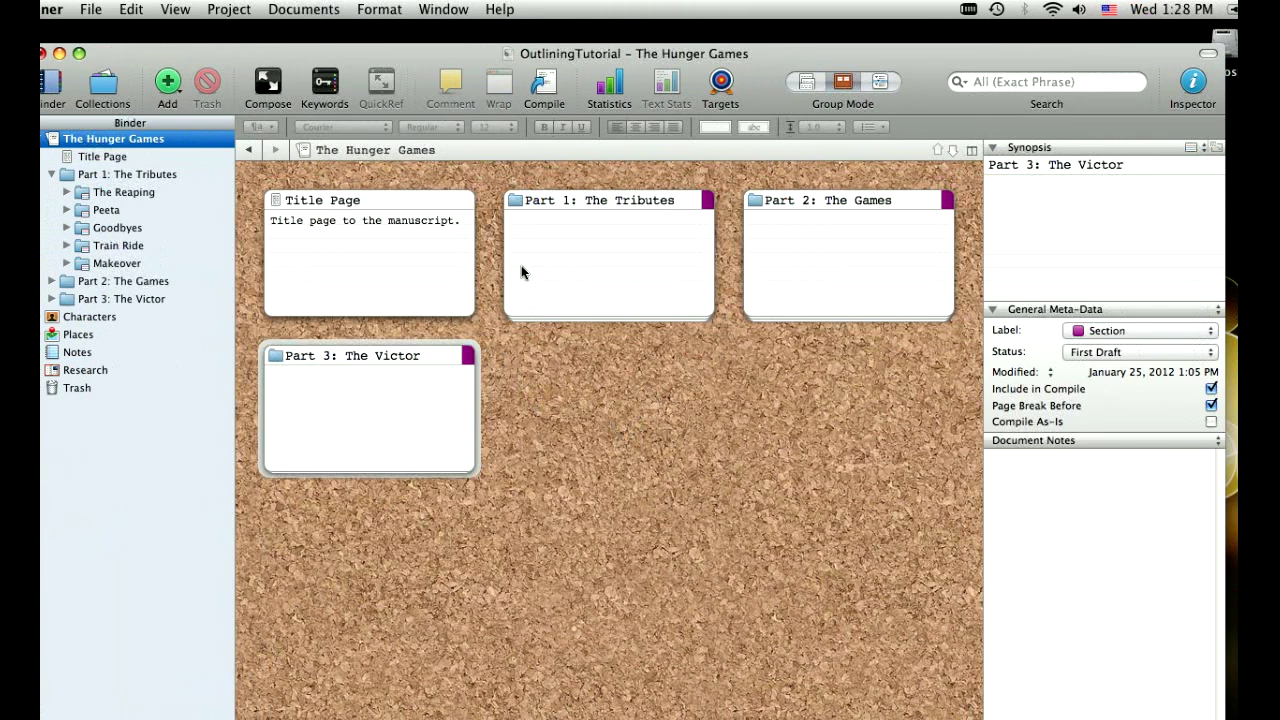 ner File Edit View Project Documents Format Window Help Wed 1:28 PM
OutliningTutorial - The Hunger Games
inder Collections Add Trash Compose Keywords QuickRef Comment Wrap Compile Statistics Text Stats Targets Group Mode Search Inspector
All (Exact Phrase)
Binder
Courier Regular 12 B I U abc 1.0
The Hunger Games
Title Page
Part 1: The Tributes
The Reaping
Peeta
Goodbyes
Train Ride
Makeover
Part 2: The Games
Part 3: The Victor
Characters
Places
Notes
Research
Trash
The Hunger Games
Title Page
Title page to the manuscript.
Part 1: The Tributes
Part 2: The Games
Part 3: The Victor
Synopsis
Part 3: The Victor
General Meta-Data
Label: Section
Status: First Draft
Modified: January 25, 2012 1:05 PM
Include in Compile
Page Break Before
Compile As-Is
Document Notes